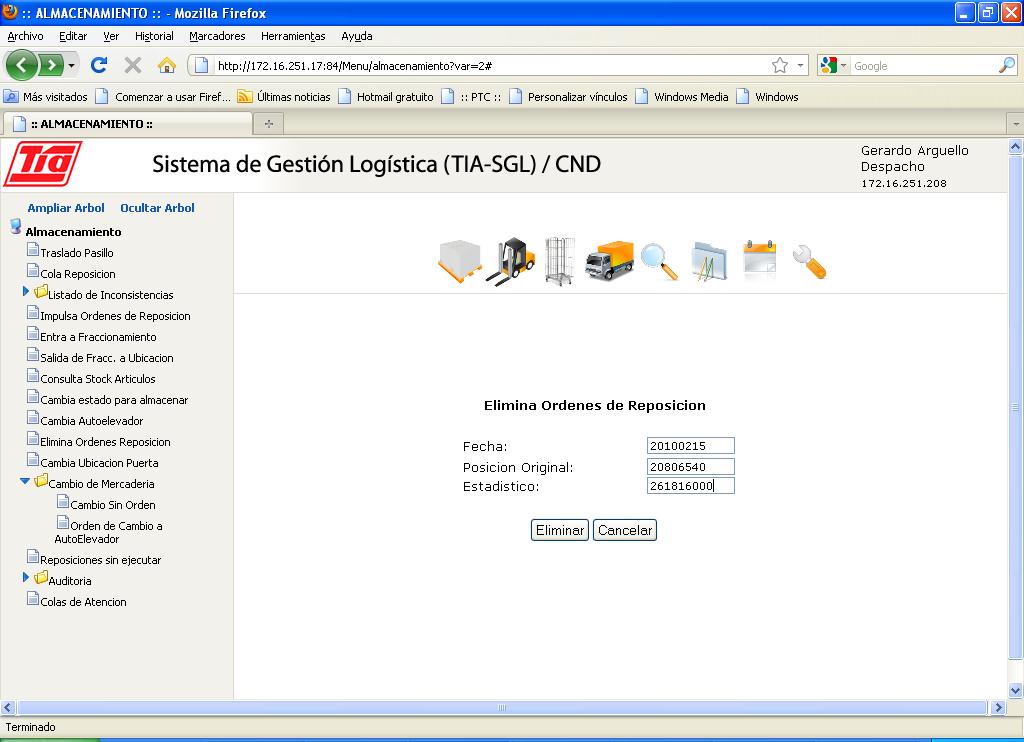 :: ALMACENAMIENTO :: - Mozilla Firefox
Archivo Editar Ver Historial Marcadores Herramientas Ayuda
http://172.16.251.17:84/Menu/almacenamiento?var=2#
Google
Más visitados Comenzar a usar Firef... Últimas noticias Hotmail gratuito :: PTC :: Personalizar vínculos Windows Media Windows
:: ALMACENAMIENTO ::
Tia
Sistema de Gestión Logística (TIA-SGL) / CND
Gerardo Arguello
Despacho
172.16.251.208
Ampliar Arbol Ocultar Arbol
Almacenamiento
Traslado Pasillo
Cola Reposicion
Listado de Inconsistencias
Impulsa Ordenes de Reposicion
Entra a Fraccionamiento
Salida de Fracc. a Ubicacion
Consulta Stock Articulos
Cambia estado para almacenar
Cambia Autoelevador
Elimina Ordenes Reposicion
Cambia Ubicacion Puerta
Cambio de Mercaderia
Cambio Sin Orden
Orden de Cambio a
AutoElevador
Reposiciones sin ejecutar
Auditoria
Colas de Atencion
Elimina Ordenes de Reposicion
Fecha: 20100215
Posicion Original: 20806540
Estadistico: 261816000
Eliminar Cancelar
Terminado